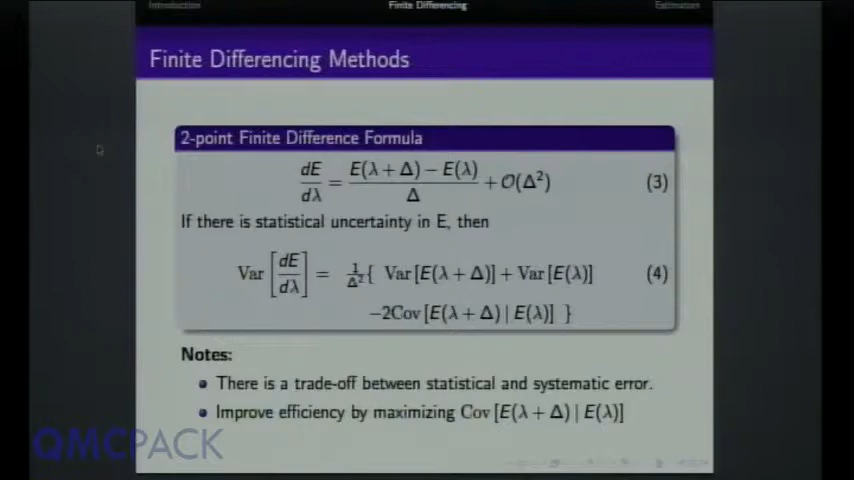 Introduction Finite Differencing Estimators
Finite Differencing Methods
2-point Finite Difference Formula
dE/dλ = (E(λ + Δ) − E(λ))/Δ + O(Δ²) (3)
If there is statistical uncertainty in E, then
Var [dE/dλ] = 1/Δ² { Var [E(λ + Δ)] + Var [E(λ)] (4)
−2Cov [E(λ + Δ) | E(λ)] }
Notes:
There is a trade-off between statistical and systematic error.
Improve efficiency by maximizing Cov [E(λ + Δ) | E(λ)]
QMCPACK